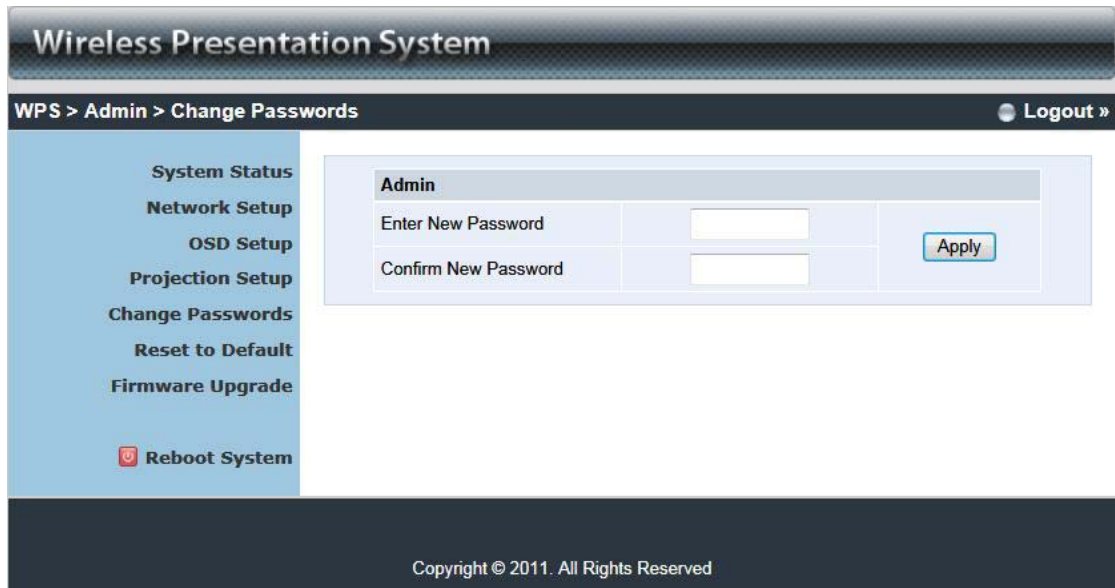 Wireless Presentation System
WPS > Admin > Change Passwords
Logout »
System Status
Network Setup
OSD Setup
Projection Setup
Change Passwords
Reset to Default
Firmware Upgrade
Reboot System
Admin
Enter New Password
Confirm New Password
Apply
Copyright © 2011. All Rights Reserved